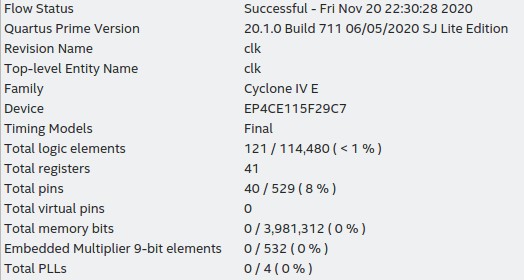 Flow Status Successful - Fri Nov 20 22:30:28 2020
Quartus Prime Version 20.1.0 Build 711 06/05/2020 SJ Lite Edition
Revision Name clk
Top-level Entity Name clk
Family Cyclone IV E
Device EP4CE115F29C7
Timing Models Final
Total logic elements 121 / 114,480 ( < 1 % )
Total registers 41
Total pins 40 / 529 ( 8 % )
Total virtual pins 0
Total memory bits 0 / 3,981,312 ( 0 % )
Embedded Multiplier 9-bit elements 0 / 532 ( 0 % )
Total PLLs 0 / 4 ( 0 % )